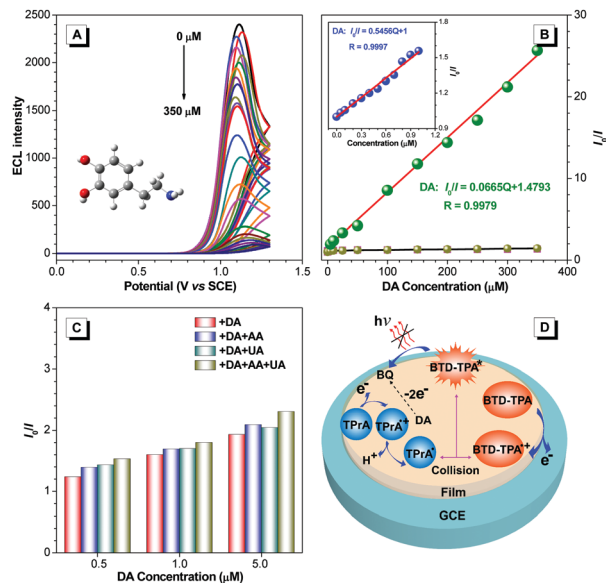 A
0 μM
350 μM
ECL intensity
2500
2000
1500
1000
500
0
0.0
0.5
1.0
1.5
Potential (V vs SCE)
B
DA: I0/I = 0.5456Q+1
R = 0.9997
I0/I
1.8
1.5
1.2
0.9
0.0
0.3
0.6
0.9
Concentration (μM)
DA: I0/I = 0.0665Q+1.4793
R = 0.9979
I0/I
30
25
20
15
10
5
0
0
100
200
300
400
DA Concentration (μM)
C
+DA
+DA+AA
+DA+UA
+DA+AA+UA
I0/I
4
3
2
1
0
0.5
1.0
5.0
DA Concentration (μM)
D
hν
BTD-TPA*
BQ
e-
-2e-
DA
BTD-TPA
TPrA
TPrA•+
H+
TPrA•
BTD-TPA•+
e-
Collision
Film
GCE